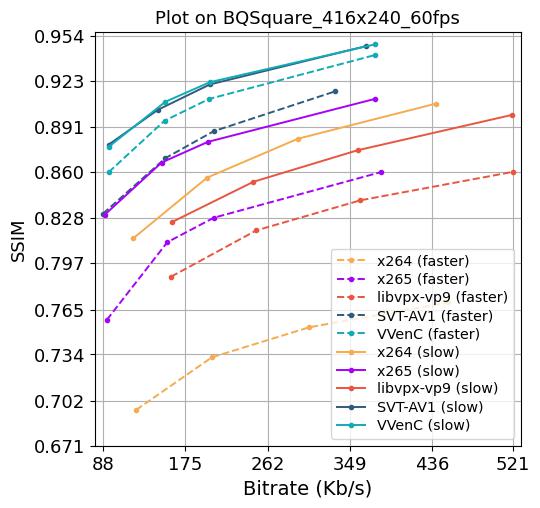 Plot on BQSquare_416x240_60fps
0.954
0.923
0.891
0.860
0.828
0.797
0.765
0.734
0.702
0.671
SSIM
x264 (faster)
x265 (faster)
libvpx-vp9 (faster)
SVT-AV1 (faster)
VVenC (faster)
x264 (slow)
x265 (slow)
libvpx-vp9 (slow)
SVT-AV1 (slow)
VVenC (slow)
88 175 262 349 436 521
Bitrate (Kb/s)